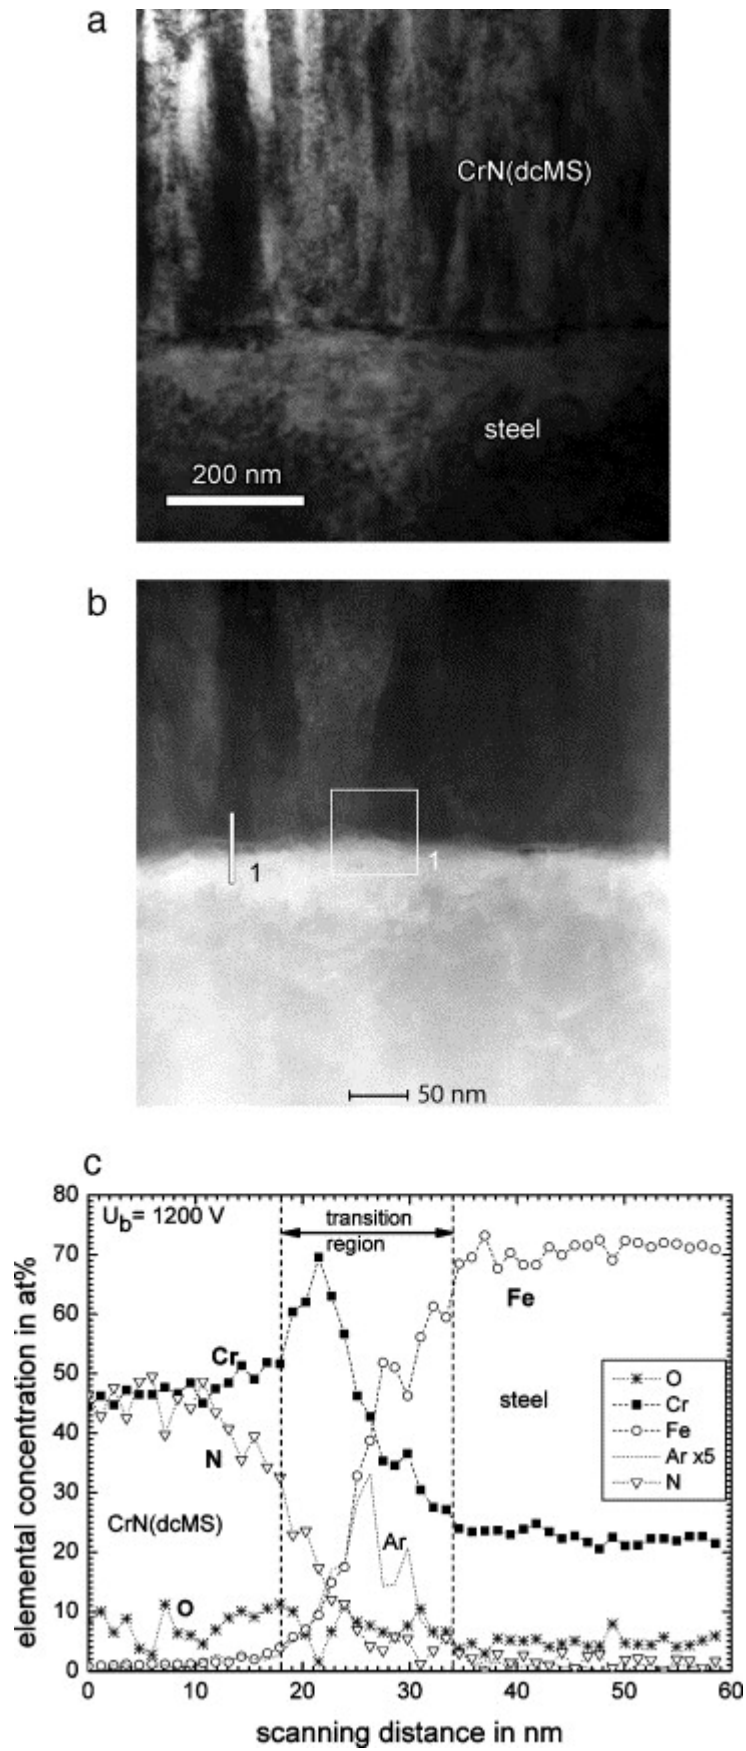 a
CrN(dcMS)
steel
200 nm
b
1
1
50 nm
c
80
70
60
50
40
30
20
10
0
elemental concentration in at%
U_b= 1200 V
transition
region
Fe
Cr
steel
O
Cr
Fe
Ar x5
N
N
CrN(dcMS)
Ar
O
0 10 20 30 40 50 60
scanning distance in nm